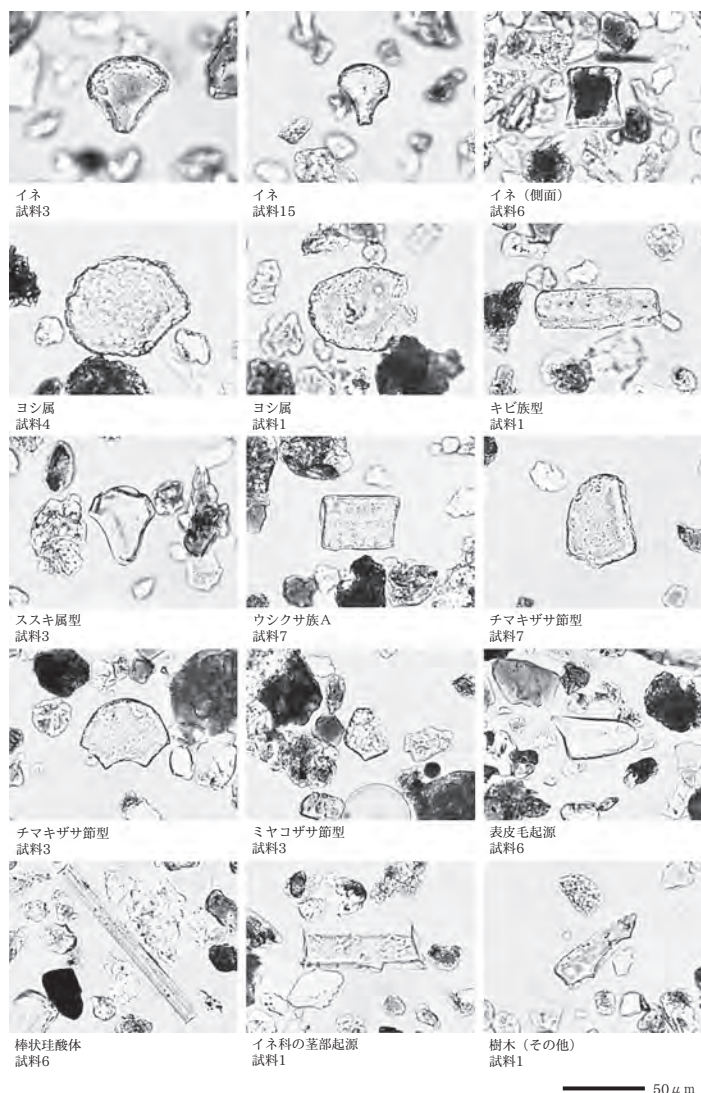 イネ
試料3
イネ
試料15
イネ（側面）
試料6
ヨシ属
試料4
ヨシ属
試料1
キビ族型
試料1
ススキ属型
試料3
ウシクサ族A
試料7
チマキザサ節型
試料7
チマキザサ節型
試料3
ミヤコザサ節型
試料3
表皮毛起源
試料6
棒状珪酸体
試料6
イネ科の茎部起源
試料1
樹木（その他）
試料1
50μm